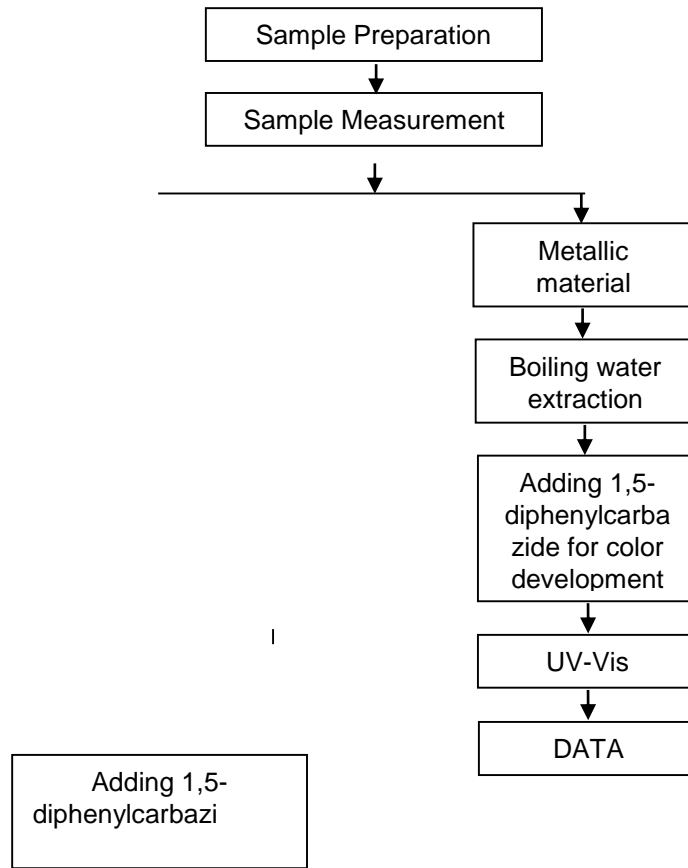 Sample Preparation
Sample Measurement
Metallic
material
Boiling water
extraction
Adding 1,5-
diphenylcarba
zide for color
development
UV-Vis
DATA
Adding 1,5-
diphenylcarbazi